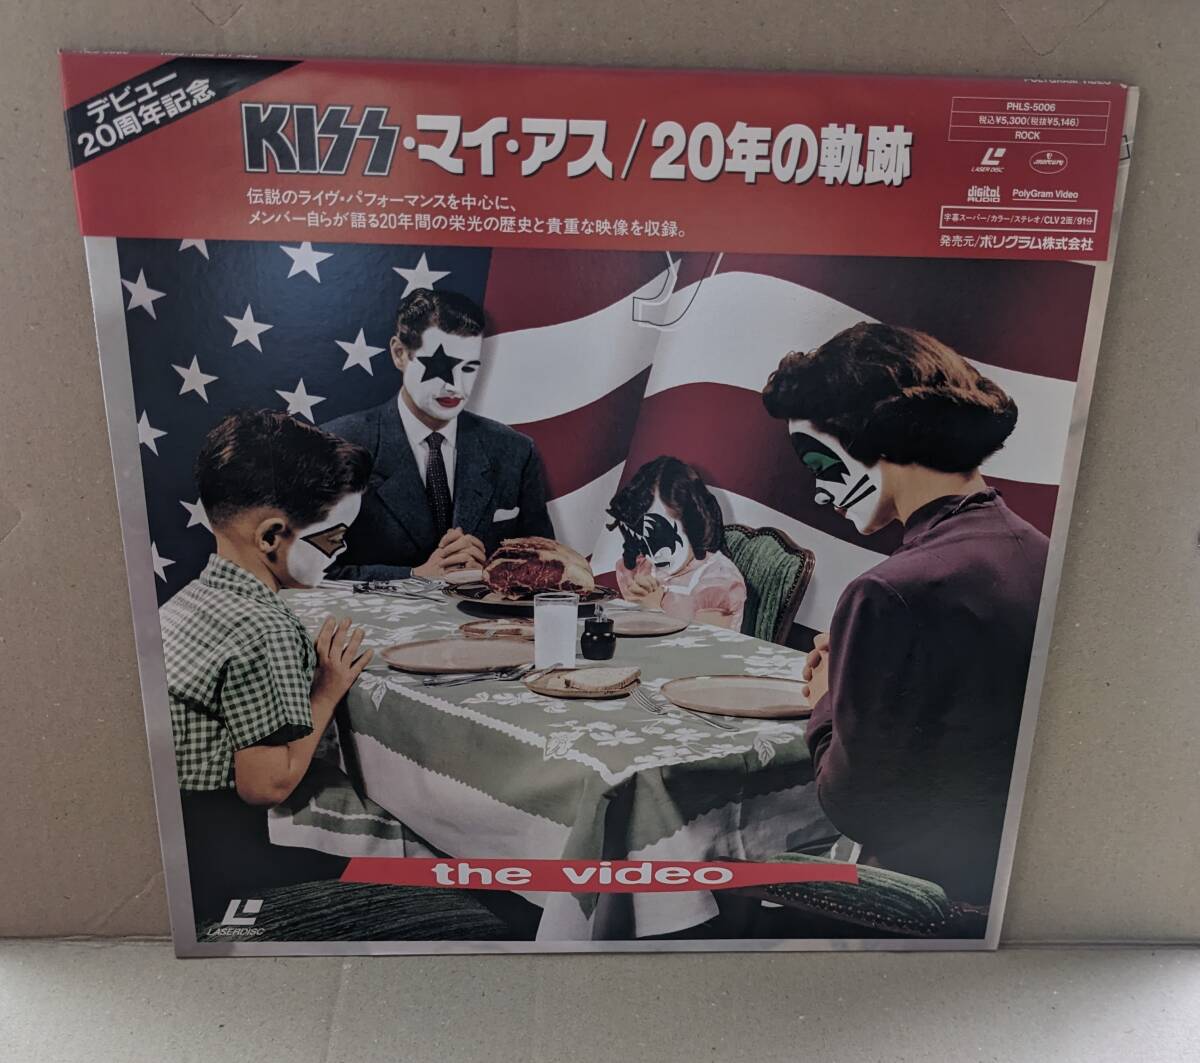 デビュー
20周年記念
KISS・マイ・アス/20年の軌跡
伝説のライヴ・パフォーマンスを中心に、
メンバー自らが語る20年間の栄光の歴史と貴重な映像を収録。
PHLS-5006
税込¥5,300(税抜¥5,146)
ROCK
LASER DISC
mercury
digital AUDIO
PolyGram Video
字幕スーパー/カラー/ステレオ/CLV 2面/91分
発売元/ポリグラム株式会社
the video
LASERDISC